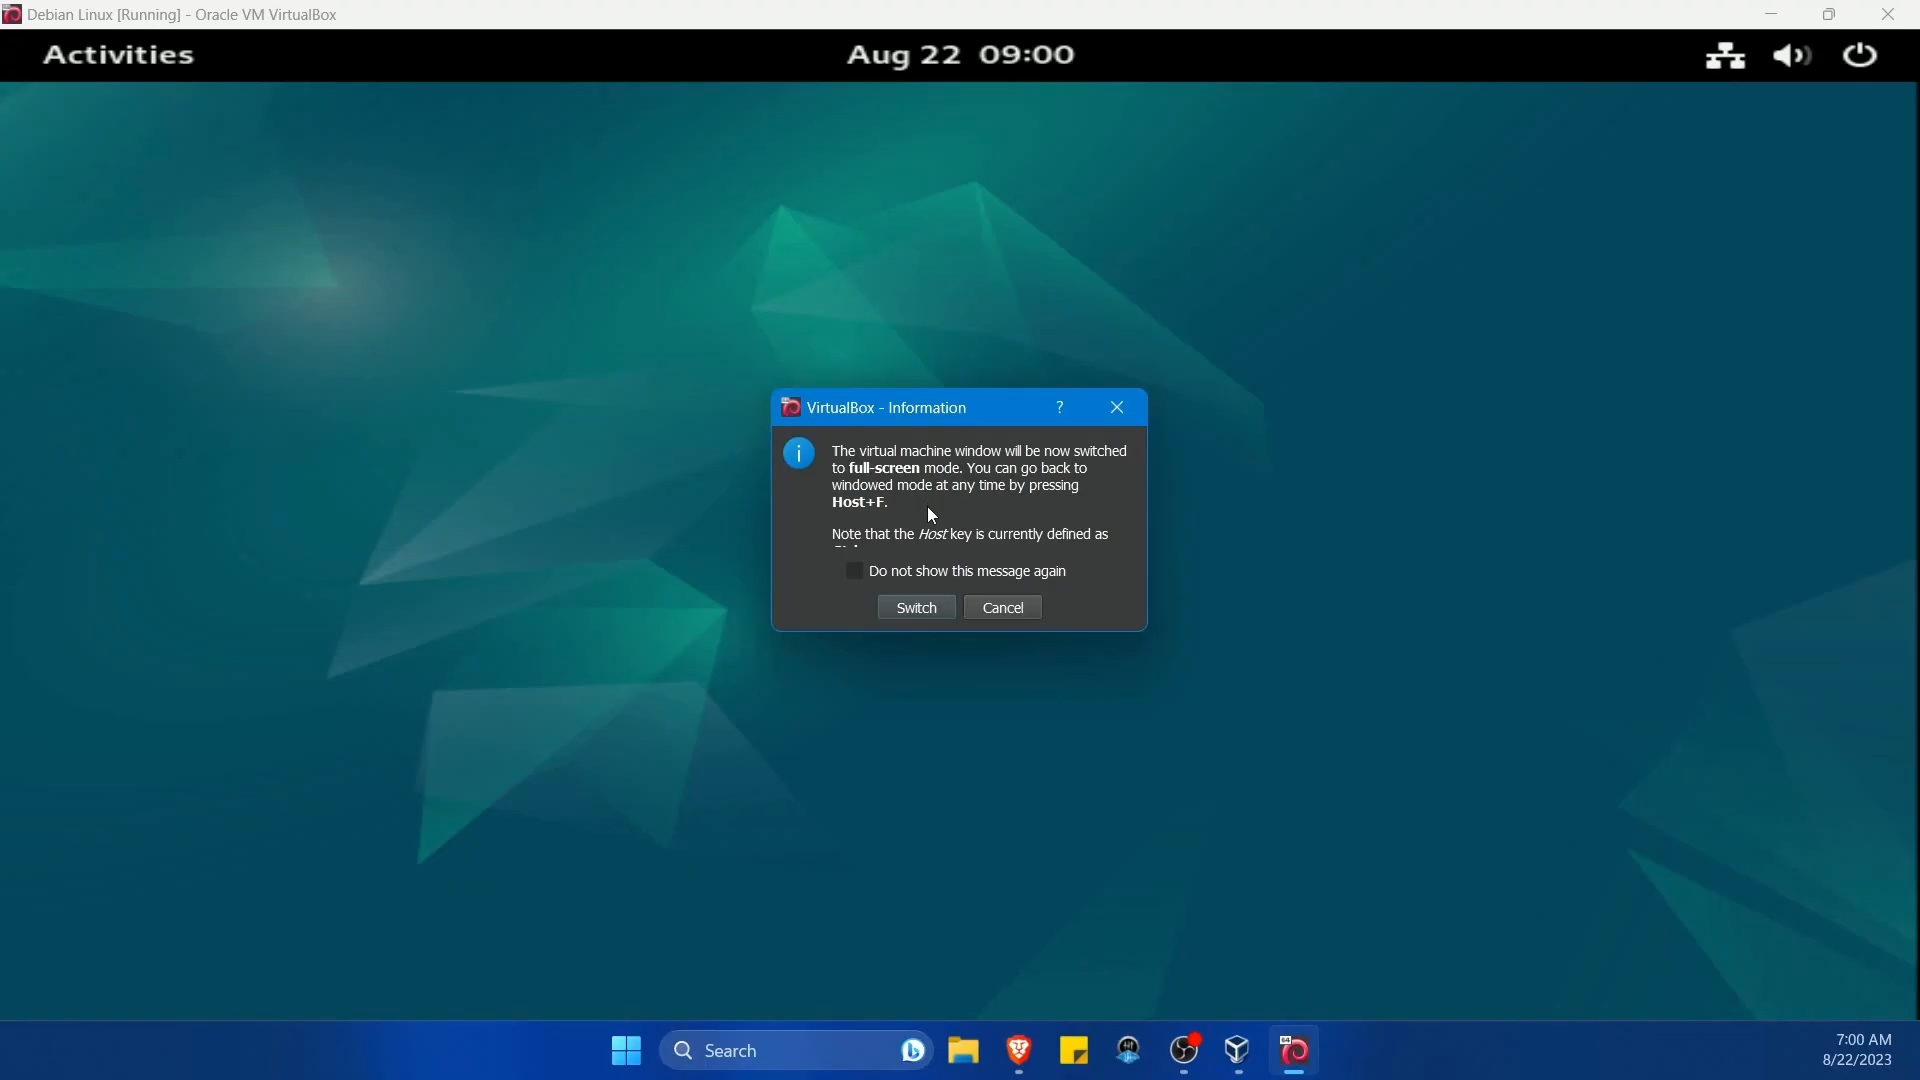 Debian Linux [Running] - Oracle VM VirtualBox
Activities
Aug 22 09:00
VirtualBox - Information
?
The virtual machine window will be now switched
to full-screen mode. You can go back to
windowed mode at any time by pressing
Host+F.
Note that the Host key is currently defined as
Do not show this message again
Switch
Cancel
Search
64
7:00 AM
8/22/2023